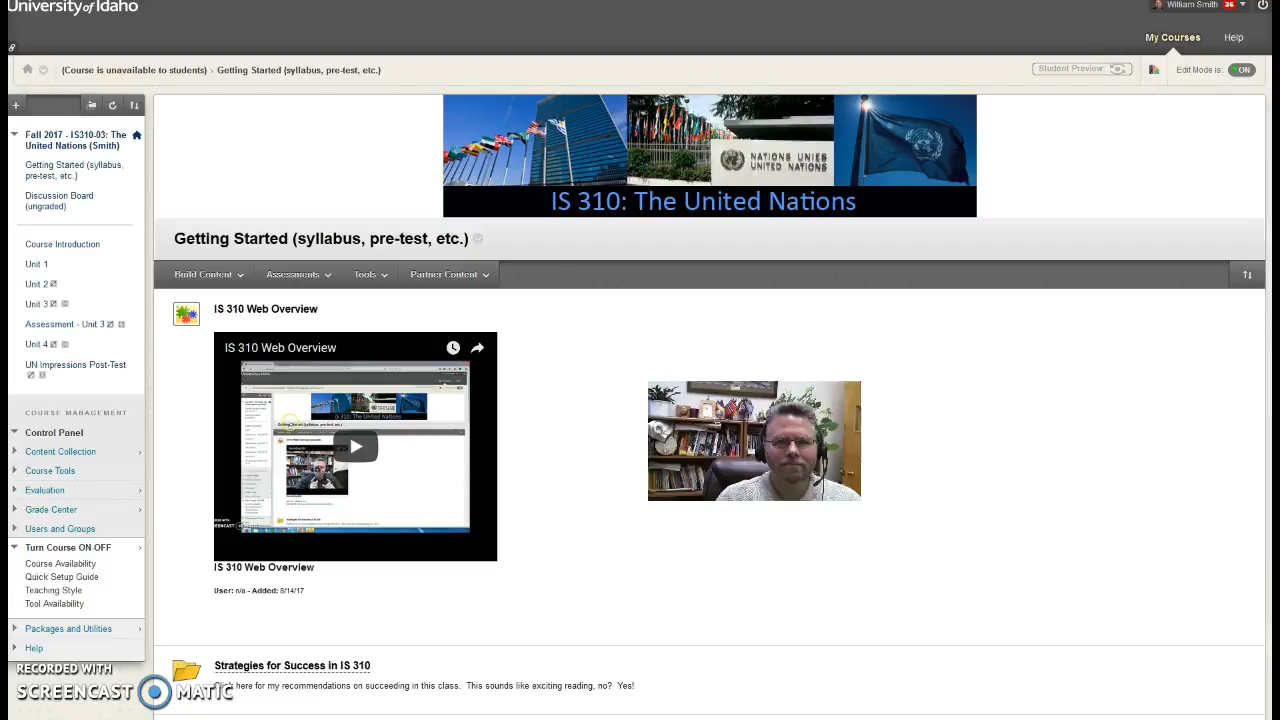 University of Idaho
William Smith 36
My Courses Help
(Course is unavailable to students) › Getting Started (syllabus, pre-test, etc.)
Student Preview:
Edit Mode is: ON
Fall 2017 - IS310-03: The
United Nations (Smith)
Getting Started (syllabus,
pre-test, etc.)
Discussion Board
(ungraded)
Course Introduction
Unit 1
Unit 2
Unit 3
Assessment - Unit 3
Unit 4
UN Impressions Post-Test
COURSE MANAGEMENT
Control Panel
Content Collection
Course Tools
Evaluation
Grade Center
Users and Groups
Turn Course ON-OFF
Course Availability
Quick Setup Guide
Teaching Style
Tool Availability
Packages and Utilities
Help
NATIONS UNIES
UNITED NATIONS
IS 310: The United Nations
Getting Started (syllabus, pre-test, etc.)
Build Content Assessments Tools Partner Content
IS 310 Web Overview
IS 310 Web Overview
IS 310: The United Nations
IS 310 Web Overview
User: n/a - Added: 8/14/17
Strategies for Success in IS 310
Click here for my recommendations on succeeding in this class. This sounds like exciting reading, no? Yes!
RECORDED WITH
SCREENCAST MATIC